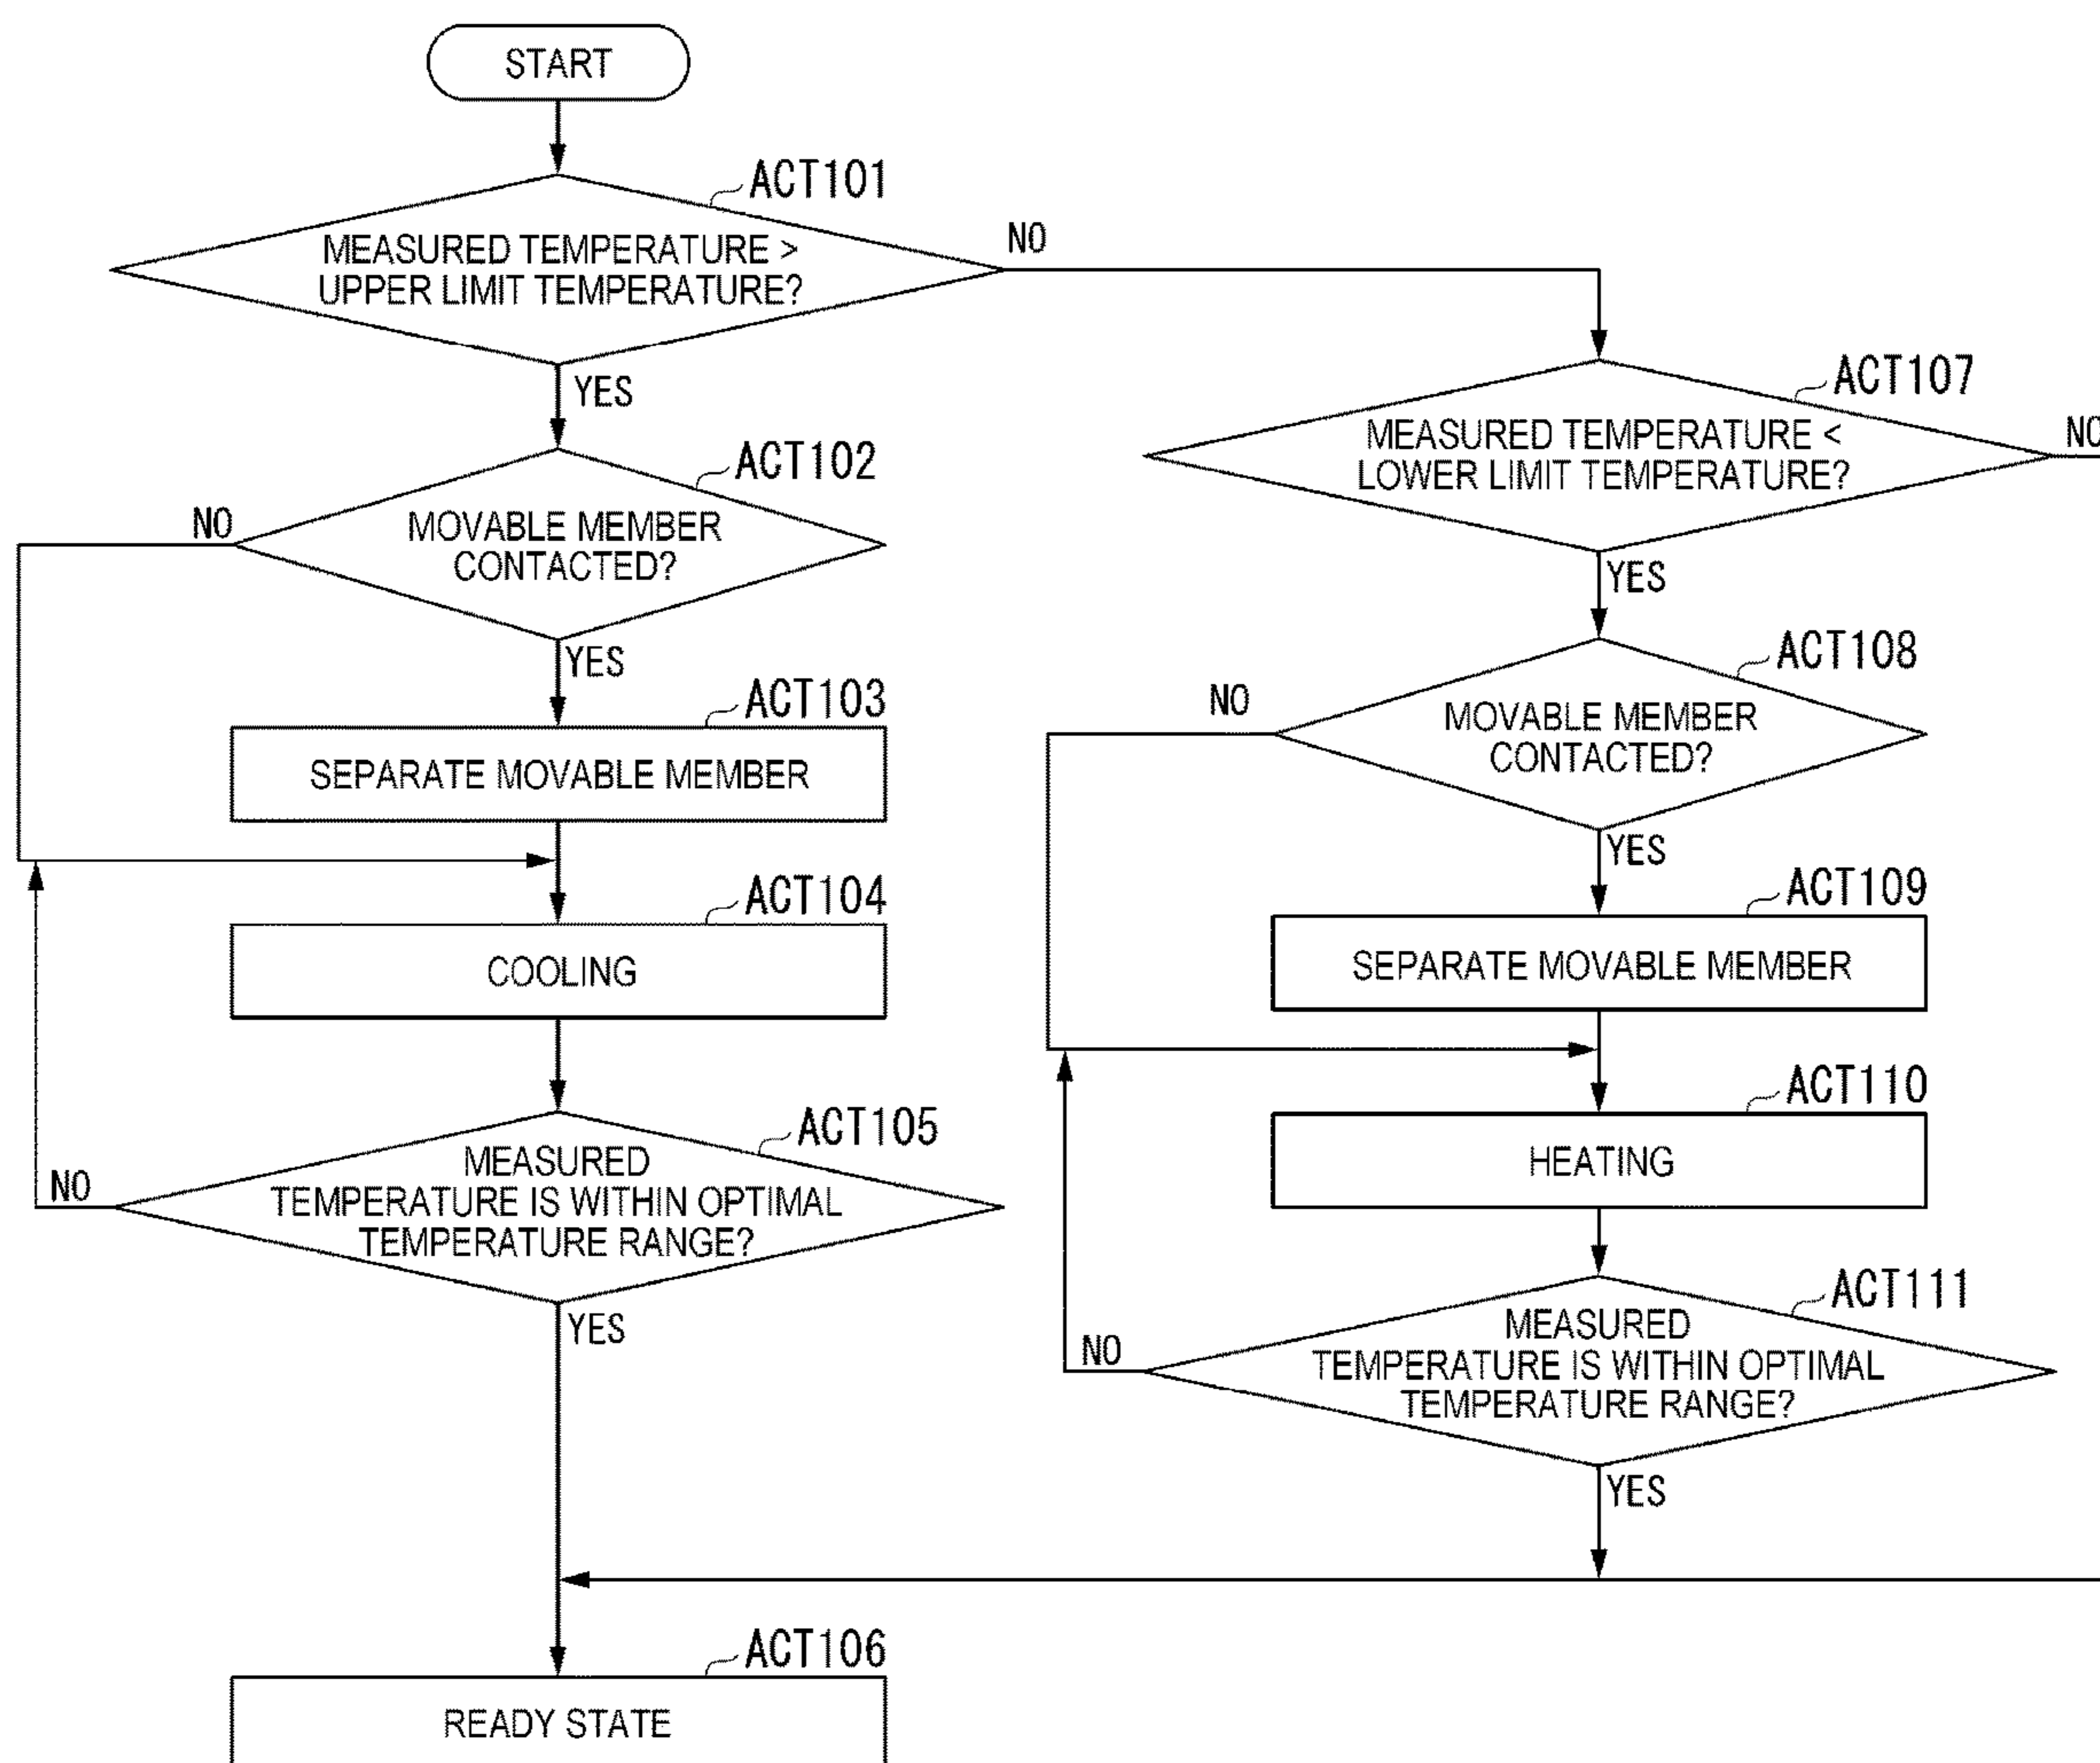 START
ACT101
MEASURED TEMPERATURE >
UPPER LIMIT TEMPERATURE?
NO
YES
ACT102
MOVABLE MEMBER
CONTACTED?
NO
YES
ACT103
SEPARATE MOVABLE MEMBER
ACT104
COOLING
ACT105
MEASURED
TEMPERATURE IS WITHIN OPTIMAL
TEMPERATURE RANGE?
NO
YES
ACT107
MEASURED TEMPERATURE <
LOWER LIMIT TEMPERATURE?
NO
YES
ACT108
MOVABLE MEMBER
CONTACTED?
NO
YES
ACT109
SEPARATE MOVABLE MEMBER
ACT110
HEATING
ACT111
MEASURED
TEMPERATURE IS WITHIN OPTIMAL
TEMPERATURE RANGE?
NO
YES
ACT106
READY STATE